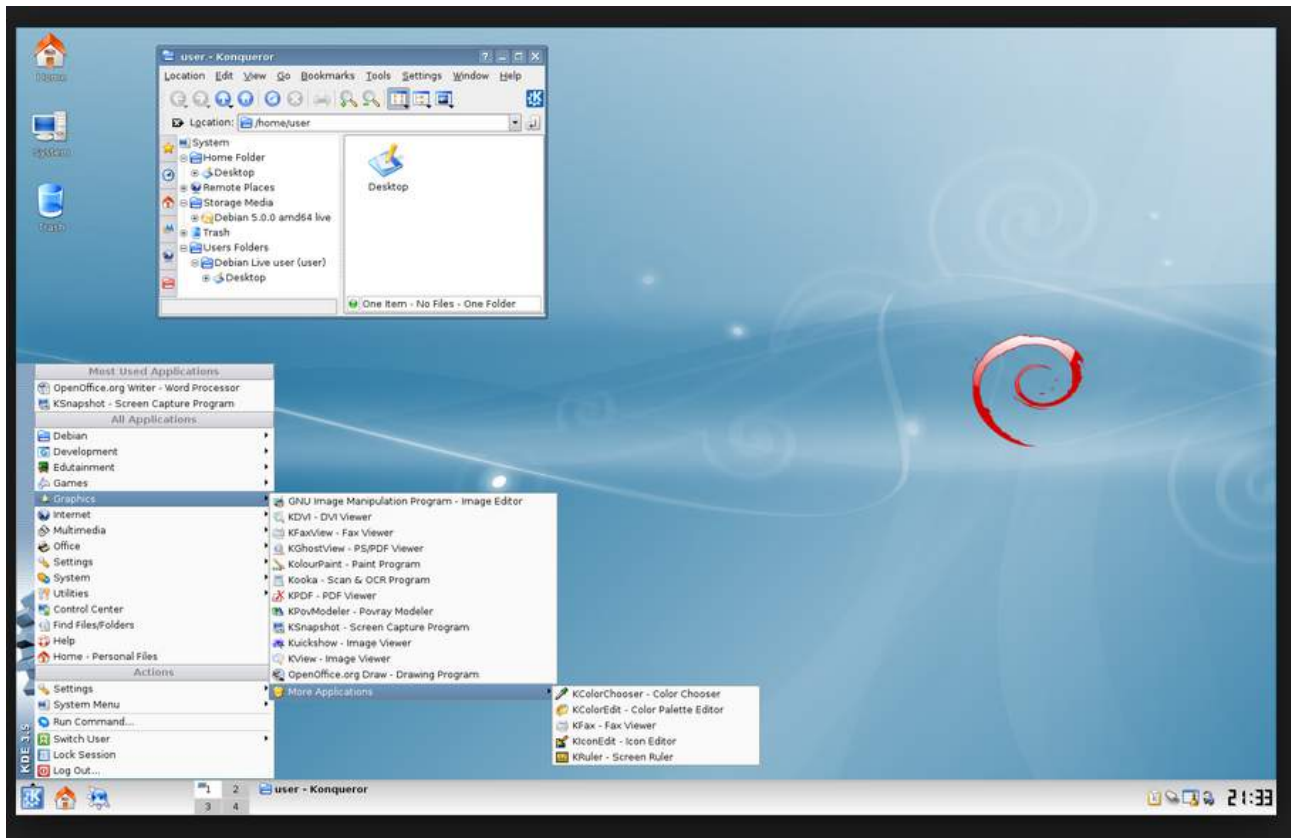 Home
System
Trash
user - Konqueror
Location Edit View Go Bookmarks Tools Settings Window Help
Location: /home/user
System
Home Folder
Desktop
Remote Places
Storage Media
Debian 5.0.0 amd64 live
Trash
Users Folders
Debian Live user (user)
Desktop
Desktop
One Item - No Files - One Folder
Most Used Applications
OpenOffice.org Writer - Word Processor
KSnapshot - Screen Capture Program
All Applications
Debian
Development
Edutainment
Games
Graphics
Internet
Multimedia
Office
Settings
System
Utilities
Control Center
Find Files/Folders
Help
Home - Personal Files
Actions
Settings
System Menu
Run Command...
Switch User
Lock Session
Log Out...
KDE 3.5
GNU Image Manipulation Program - Image Editor
KDVI - DVI Viewer
KFaxView - Fax Viewer
KGhostView - PS/PDF Viewer
KolourPaint - Paint Program
Kooka - Scan & OCR Program
KPDF - PDF Viewer
KPovModeler - Povray Modeler
KSnapshot - Screen Capture Program
Kuickshow - Image Viewer
KView - Image Viewer
OpenOffice.org Draw - Drawing Program
More Applications
KColorChooser - Color Chooser
KColorEdit - Color Palette Editor
KFax - Fax Viewer
KIconEdit - Icon Editor
KRuler - Screen Ruler
1 2
3 4
user - Konqueror
21:33